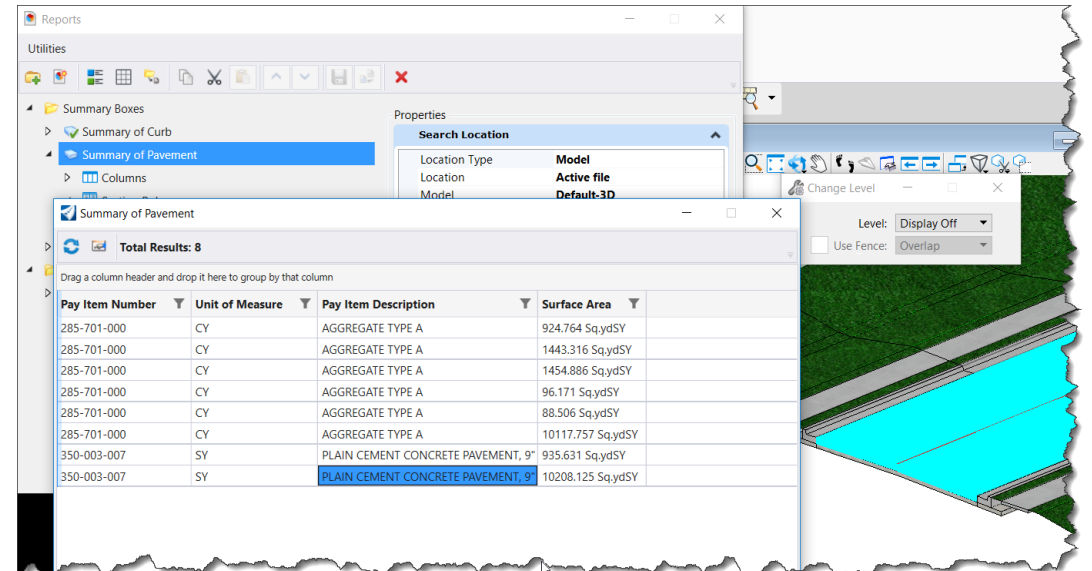 Reports
Utilities
Summary Boxes
Summary of Curb
Summary of Pavement
Columns
Properties
Search Location
Location Type Model
Location Active file
Model Default-3D
Change Level
Level: Display Off
Use Fence: Overlap
Summary of Pavement
Total Results: 8
Drag a column header and drop it here to group by that column
Pay Item Number Unit of Measure Pay Item Description Surface Area
285-701-000 CY AGGREGATE TYPE A 924.764 Sq.ydSY
285-701-000 CY AGGREGATE TYPE A 1443.316 Sq.ydSY
285-701-000 CY AGGREGATE TYPE A 1454.886 Sq.ydSY
285-701-000 CY AGGREGATE TYPE A 96.171 Sq.ydSY
285-701-000 CY AGGREGATE TYPE A 88.506 Sq.ydSY
285-701-000 CY AGGREGATE TYPE A 10117.757 Sq.ydSY
350-003-007 SY PLAIN CEMENT CONCRETE PAVEMENT, 9" 935.631 Sq.ydSY
350-003-007 SY PLAIN CEMENT CONCRETE PAVEMENT, 9" 10208.125 Sq.ydSY